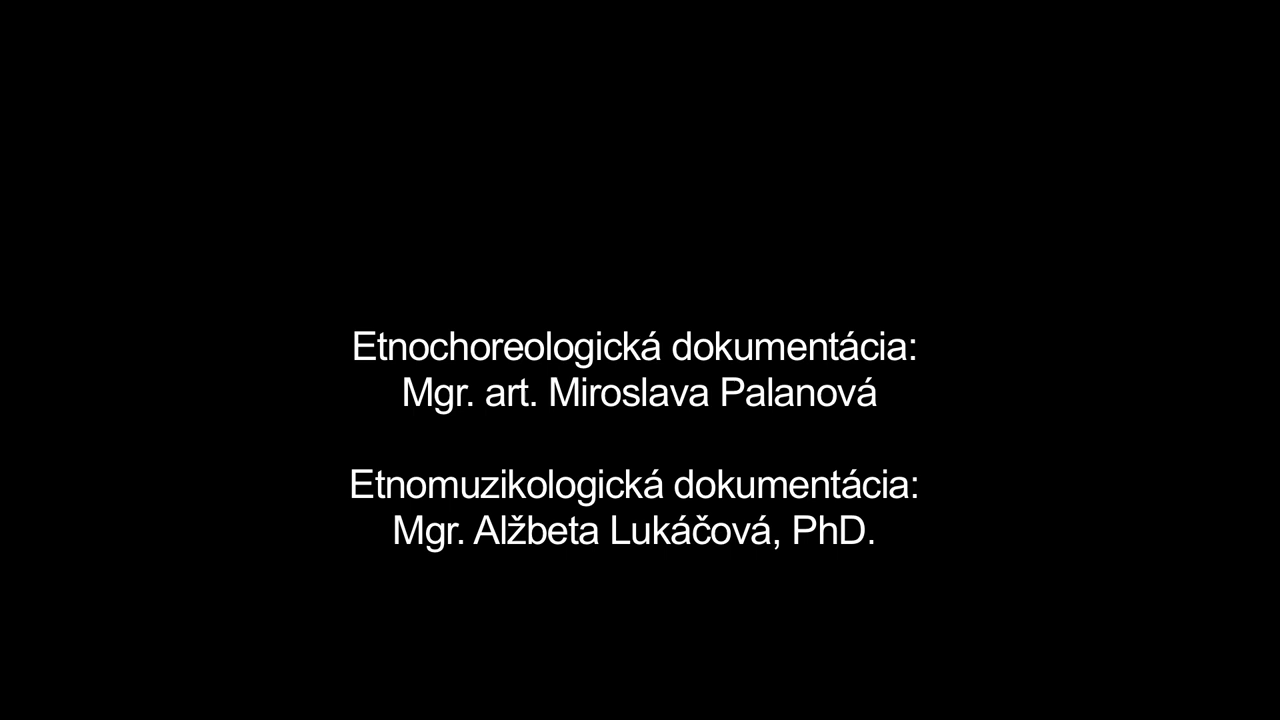 Etnochoreologická dokumentácia:
Mgr. art. Miroslava Palanová
Etnomuzikologická dokumentácia:
Mgr. Alžbeta Lukáčová, PhD.